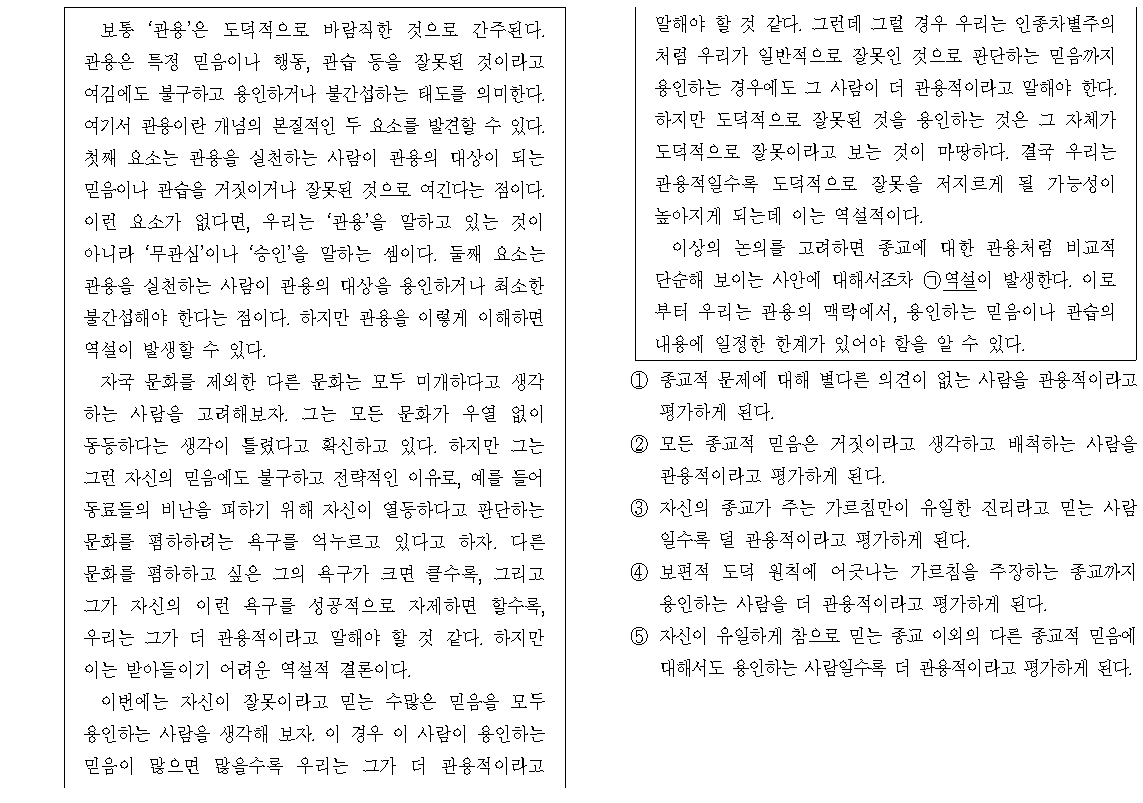 보통 ‘관용’은 도덕적으로 바람직한 것으로 간주된다.
관용은 특정 믿음이나 행동, 관습 등을 잘못된 것이라고
여김에도 불구하고 용인하거나 불간섭하는 태도를 의미한다.
여기서 관용이란 개념의 본질적인 두 요소를 발견할 수 있다.
첫째 요소는 관용을 실천하는 사람이 관용의 대상이 되는
믿음이나 관습을 거짓이거나 잘못된 것으로 여긴다는 점이다.
이런 요소가 없다면, 우리는 ‘관용’을 말하고 있는 것이
아니라 ‘무관심’이나 ‘승인’을 말하는 셈이다. 둘째 요소는
관용을 실천하는 사람이 관용의 대상을 용인하거나 최소한
불간섭해야 한다는 점이다. 하지만 관용을 이렇게 이해하면
역설이 발생할 수 있다.
자국 문화를 제외한 다른 문화는 모두 미개하다고 생각
하는 사람을 고려해보자. 그는 모든 문화가 우열 없이
동등하다는 생각이 틀렸다고 확신하고 있다. 하지만 그는
그런 자신의 믿음에도 불구하고 전략적인 이유로, 예를 들어
동료들의 비난을 피하기 위해 자신이 열등하다고 판단하는
문화를 폄하하려는 욕구를 억누르고 있다고 하자. 다른
문화를 폄하하고 싶은 그의 욕구가 크면 클수록, 그리고
그가 자신의 이런 욕구를 성공적으로 자제하면 할수록,
우리는 그가 더 관용적이라고 말해야 할 것 같다. 하지만
이는 받아들이기 어려운 역설적 결론이다.
이번에는 자신이 잘못이라고 믿는 수많은 믿음을 모두
용인하는 사람을 생각해 보자. 이 경우 이 사람이 용인하는
믿음이 많으면 많을수록 우리는 그가 더 관용적이라고
말해야 할 것 같다. 그런데 그럴 경우 우리는 인종차별주의
처럼 우리가 일반적으로 잘못인 것으로 판단하는 믿음까지
용인하는 경우에도 그 사람이 더 관용적이라고 말해야 한다.
하지만 도덕적으로 잘못된 것을 용인하는 것은 그 자체가
도덕적으로 잘못이라고 보는 것이 마땅하다. 결국 우리는
관용적일수록 도덕적으로 잘못을 저지르게 될 가능성이
높아지게 되는데 이는 역설적이다.
이상의 논의를 고려하면 종교에 대한 관용처럼 비교적
단순해 보이는 사안에 대해서조차 ㉠역설이 발생한다. 이로
부터 우리는 관용의 맥락에서, 용인하는 믿음이나 관습의
내용에 일정한 한계가 있어야 함을 알 수 있다.
① 종교적 문제에 대해 별다른 의견이 없는 사람을 관용적이라고
평가하게 된다.
② 모든 종교적 믿음은 거짓이라고 생각하고 배척하는 사람을
관용적이라고 평가하게 된다.
③ 자신의 종교가 주는 가르침만이 유일한 진리라고 믿는 사람
일수록 덜 관용적이라고 평가하게 된다.
④ 보편적 도덕 원칙에 어긋나는 가르침을 주장하는 종교까지
용인하는 사람을 더 관용적이라고 평가하게 된다.
⑤ 자신이 유일하게 참으로 믿는 종교 이외의 다른 종교적 믿음에
대해서도 용인하는 사람일수록 더 관용적이라고 평가하게 된다.